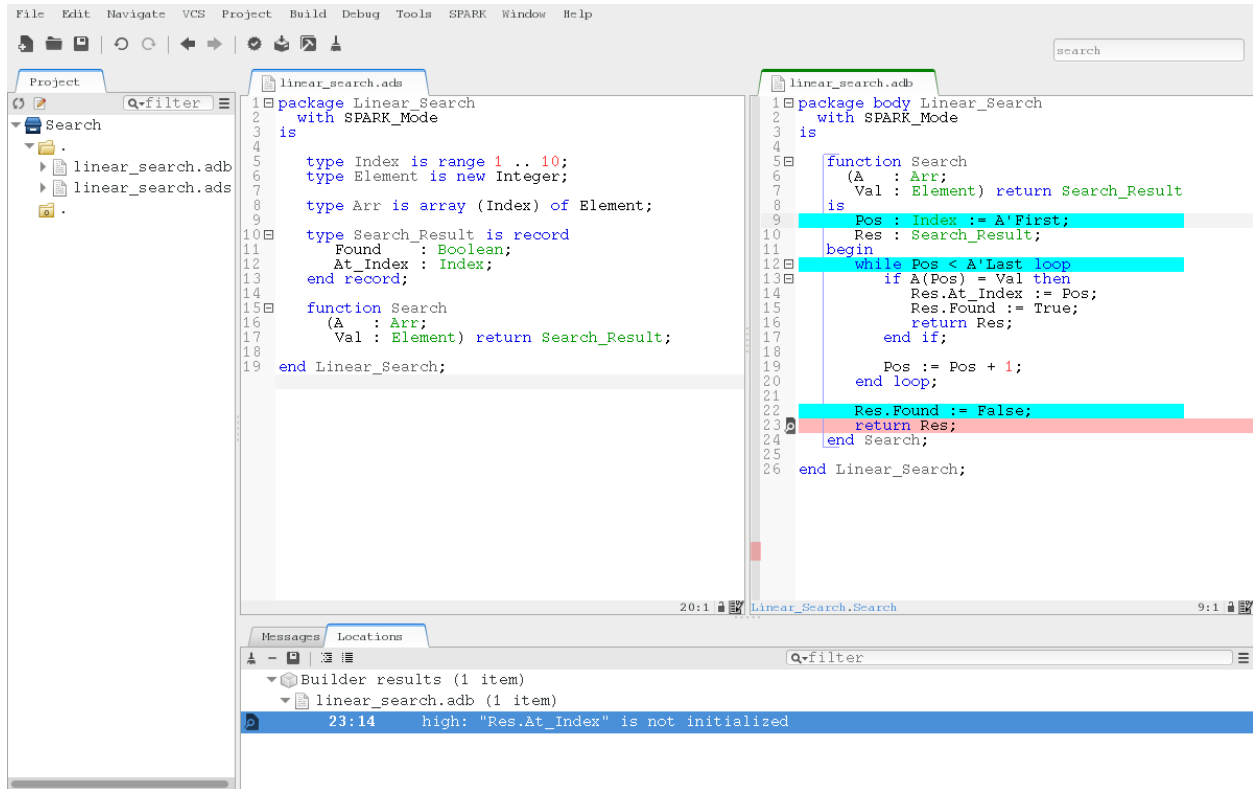 File Edit Navigate VCS Project Build Debug Tools SPARK Window Help
search
Project
filter
Search
.
linear_search.adb
linear_search.ads
.
linear_search.ads
1 package Linear_Search
2 with SPARK_Mode
3 is
4
5 type Index is range 1 .. 10;
6 type Element is new Integer;
7
8 type Arr is array (Index) of Element;
9
10 type Search_Result is record
11 Found : Boolean;
12 At_Index : Index;
13 end record;
14
15 function Search
16 (A : Arr;
17 Val : Element) return Search_Result;
18
19 end Linear_Search;
20:1
linear_search.adb
1 package body Linear_Search
2 with SPARK_Mode
3 is
4
5 function Search
6 (A : Arr;
7 Val : Element) return Search_Result
8 is
9 Pos : Index := A'First;
10 Res : Search_Result;
11 begin
12 while Pos < A'Last loop
13 if A(Pos) = Val then
14 Res.At_Index := Pos;
15 Res.Found := True;
16 return Res;
17 end if;
18
19 Pos := Pos + 1;
20 end loop;
21
22 Res.Found := False;
23 return Res;
24 end Search;
25
26 end Linear_Search;
Linear_Search.Search 9:1
Messages Locations
filter
Builder results (1 item)
linear_search.adb (1 item)
23:14 high: "Res.At_Index" is not initialized